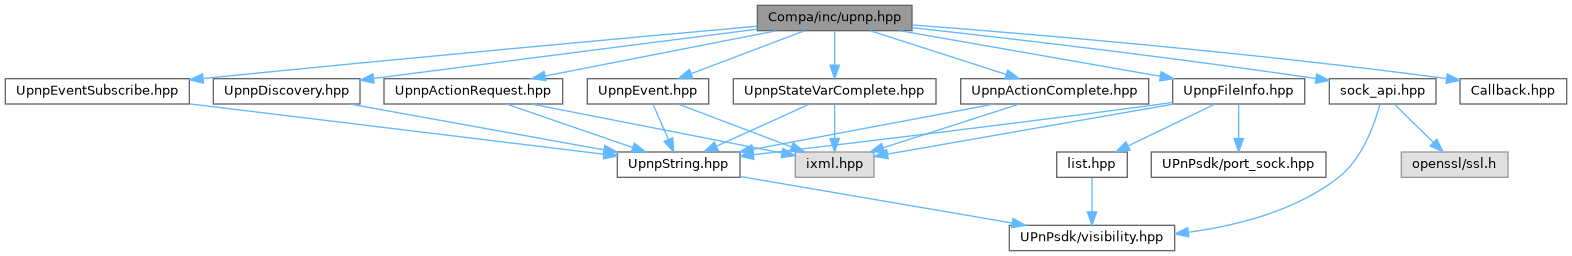 Compa/inc/upnp.hpp
UpnpEventSubscribe.hpp
UpnpDiscovery.hpp
UpnpActionRequest.hpp
UpnpEvent.hpp
UpnpStateVarComplete.hpp
UpnpActionComplete.hpp
UpnpFileInfo.hpp
sock_api.hpp
Callback.hpp
UpnpString.hpp
ixml.hpp
list.hpp
UPnPsdk/port_sock.hpp
openssl/ssl.h
UPnPsdk/visibility.hpp